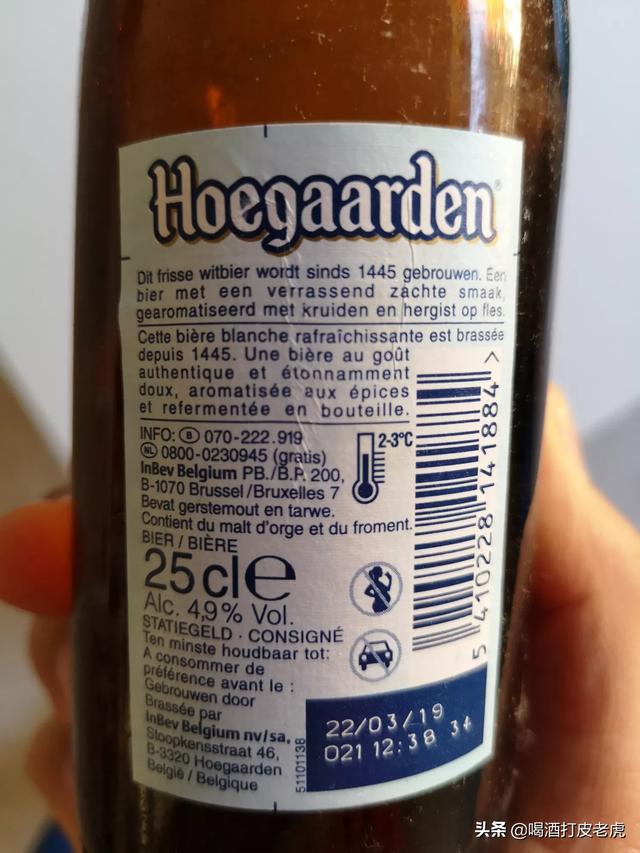 Hoegaarden®
Dit frisse witbier wordt sinds 1445 gebrouwen. Een
bier met een verrassend zachte smaak,
gearomatiseerd met kruiden en hergist op fles.
Cette bière blanche rafraîchissante est brassée
depuis 1445. Une bière au goût
authentique et étonnamment
doux, aromatisée aux épices
et refermentée en bouteille.
INFO: B 070-222.919
NL 0800-0230945 (gratis)
InBev Belgium PB./B.P. 200,
B-1070 Brussel/Bruxelles 7
Bevat gerstemout en tarwe.
Contient du malt d'orge et du froment.
2-3°C
5 410228 141884 >
BIER / BIÈRE
25 cl e
Alc. 4,9% Vol.
STATIEGELD · CONSIGNÉ
Ten minste houdbaar tot:
A consommer de
préférence avant le :
Gebrouwen door
Brassée par
InBev Belgium nv/sa,
Stoopkensstraat 46,
B-3320 Hoegaarden
België / Belgique
51101138
22/03/19
021 12:38 34
头条 @喝酒打皮老虎